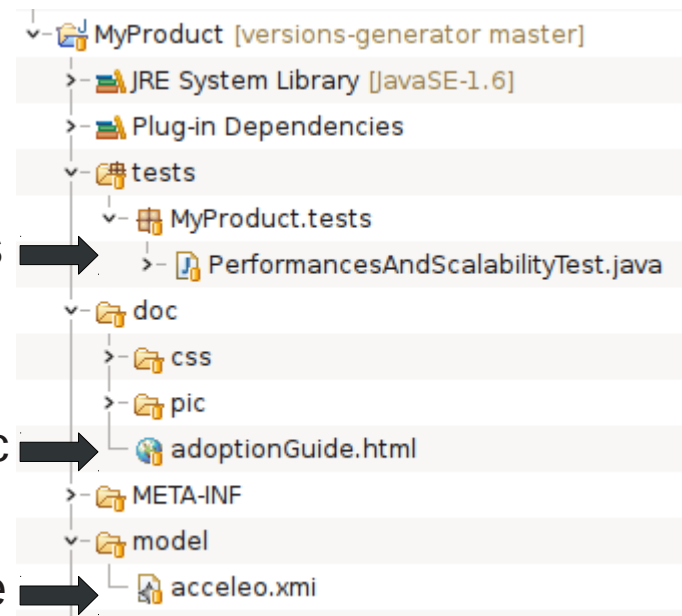 MyProduct [versions-generator master]
JRE System Library [JavaSE-1.6]
Plug-in Dependencies
tests
MyProduct.tests
s
PerformancesAndScalabilityTest.java
doc
css
pic
c
adoptionGuide.html
META-INF
model
e
acceleo.xmi